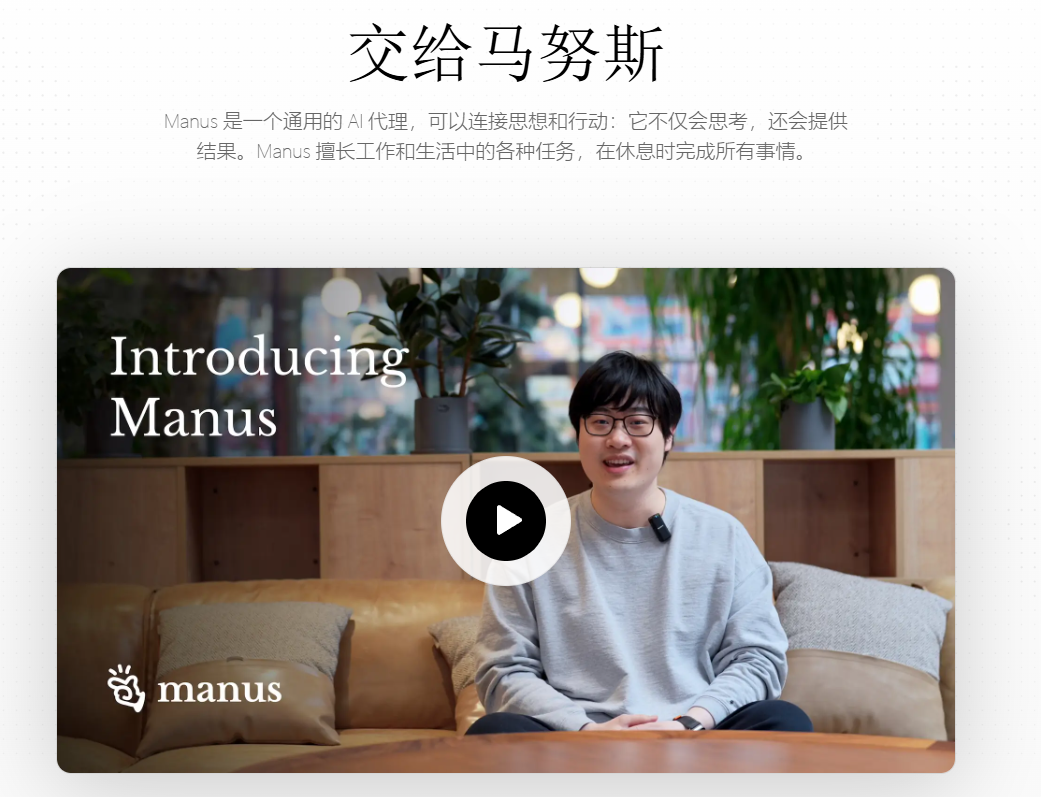 交给马努斯
Manus 是一个通用的 AI 代理，可以连接思想和行动：它不仅会思考，还会提供
结果。Manus 擅长工作和生活中的各种任务，在休息时完成所有事情。
Introducing
Manus
manus